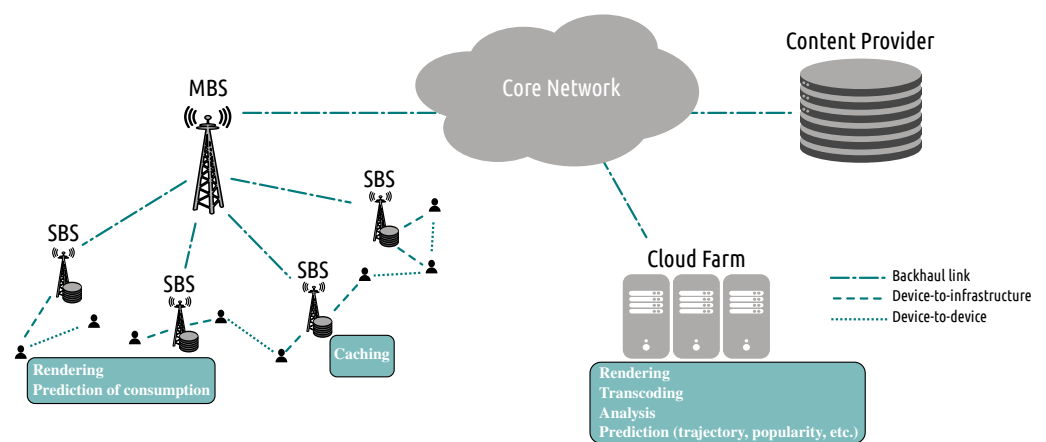 Content Provider
Core Network
MBS
SBS
SBS
SBS
SBS
Cloud Farm
Backhaul link
Device-to-infrastructure
Device-to-device
Caching
Rendering
Prediction of consumption
Rendering
Transcoding
Analysis
Prediction (trajectory, popularity, etc.)